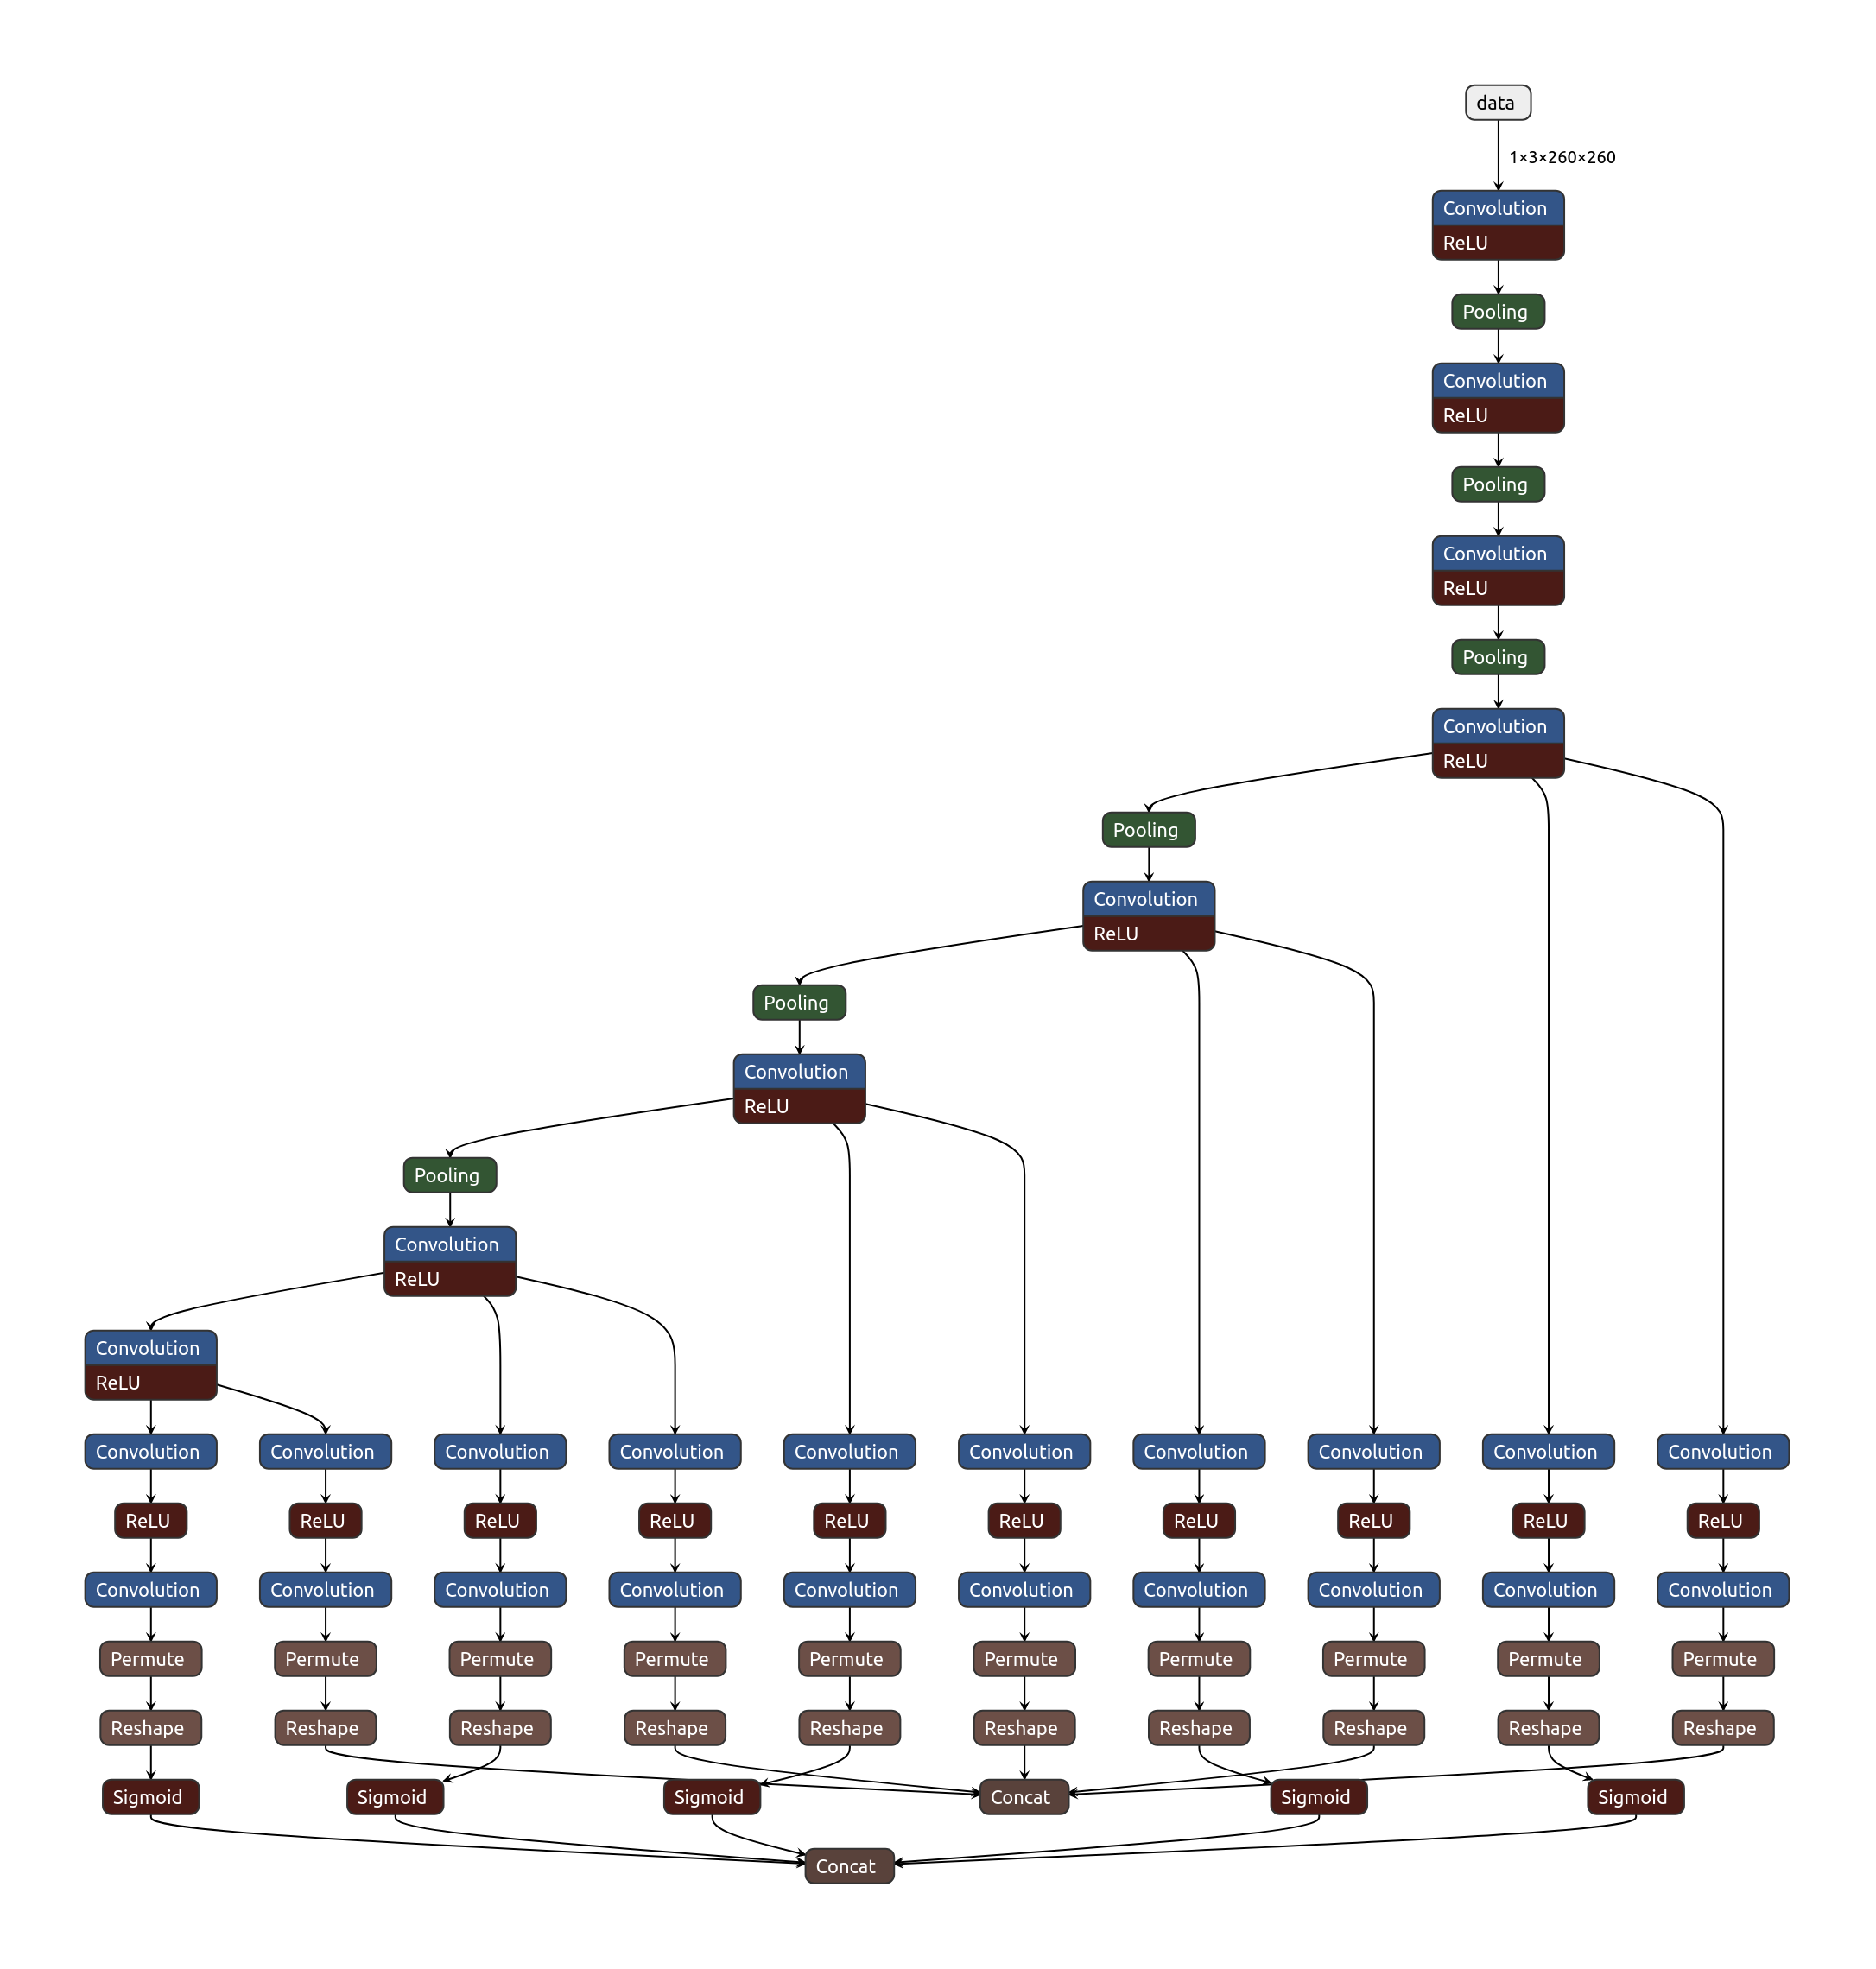 data
1×3×260×260
Convolution
ReLU
Pooling
Convolution
ReLU
Pooling
Convolution
ReLU
Pooling
Convolution
ReLU
Pooling
Convolution
ReLU
Pooling
Convolution
ReLU
Pooling
Convolution
ReLU
Convolution
ReLU
Convolution Convolution Convolution Convolution Convolution Convolution Convolution Convolution Convolution Convolution
ReLU ReLU ReLU ReLU ReLU ReLU ReLU ReLU ReLU ReLU
Convolution Convolution Convolution Convolution Convolution Convolution Convolution Convolution Convolution Convolution
Permute Permute Permute Permute Permute Permute Permute Permute Permute Permute
Reshape Reshape Reshape Reshape Reshape Reshape Reshape Reshape Reshape Reshape
Sigmoid Sigmoid Sigmoid Concat Sigmoid Sigmoid
Concat